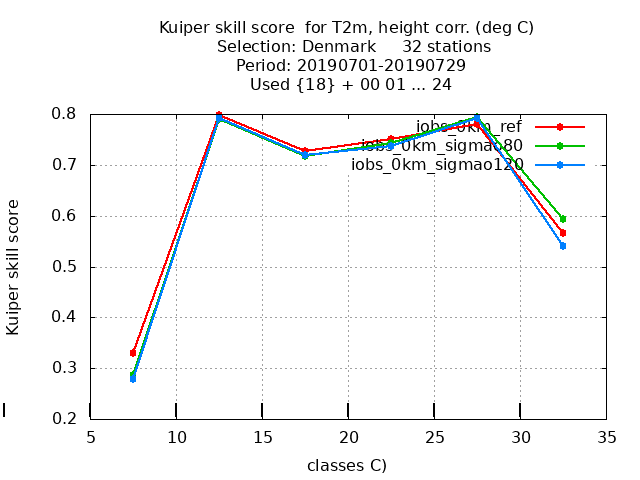 Kuiper skill score  for T2m, height corr. (deg C)
Selection: Denmark     32 stations
Period: 20190701-20190729
Used {18} + 00 01 ... 24
iobs_0km_ref
iobs_0km_sigmao80
iobs_0km_sigmao120
Kuiper skill score
0.8
0.7
0.6
0.5
0.4
0.3
0.2
5 10 15 20 25 30 35
classes C)